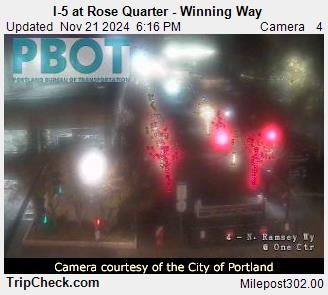 I-5 at Rose Quarter - Winning Way
Updated Nov 21 2024 6:16 PM Camera 4
PBOT
PORTLAND BUREAU OF TRANSPORTATION
4 - N. Ramsey Wy
@ One Ctr
Camera courtesy of the City of Portland
TripCheck.com Milepost302.00